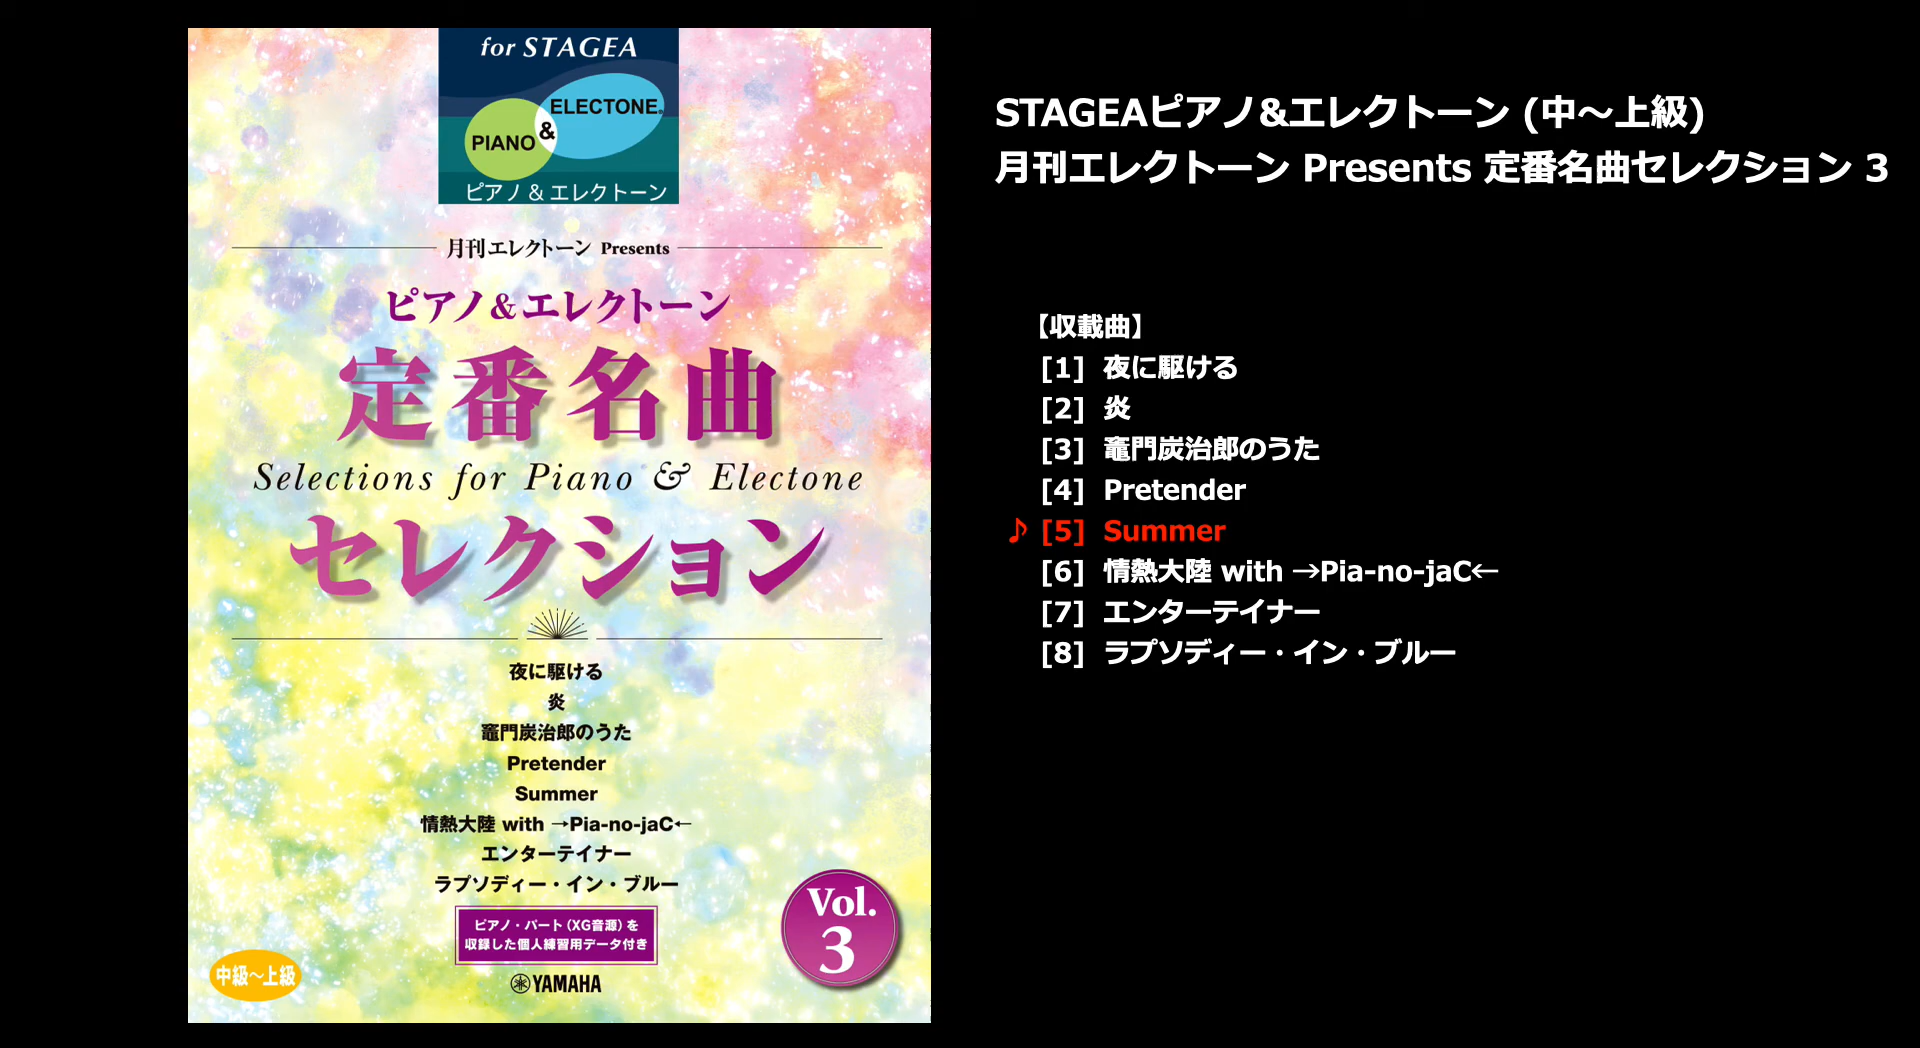 for STAGEA
PIANO & ELECTONE®
ピアノ & エレクトーン
月刊エレクトーン Presents
ピアノ&エレクトーン
定番名曲
Selections for Piano & Electone
セレクション
夜に駆ける
炎
竈門炭治郎のうた
Pretender
Summer
情熱大陸 with →Pia-no-jaC←
エンターテイナー
ラプソディー・イン・ブルー
ピアノ・パート（XG音源）を
収録した個人練習用データ付き
YAMAHA
中級～上級
Vol.
3
STAGEAピアノ&エレクトーン (中～上級)
月刊エレクトーン Presents 定番名曲セレクション 3
【収載曲】
[1] 夜に駆ける
[2] 炎
[3] 竈門炭治郎のうた
[4] Pretender
♪ [5] Summer
[6] 情熱大陸 with →Pia-no-jaC←
[7] エンターテイナー
[8] ラプソディー・イン・ブルー